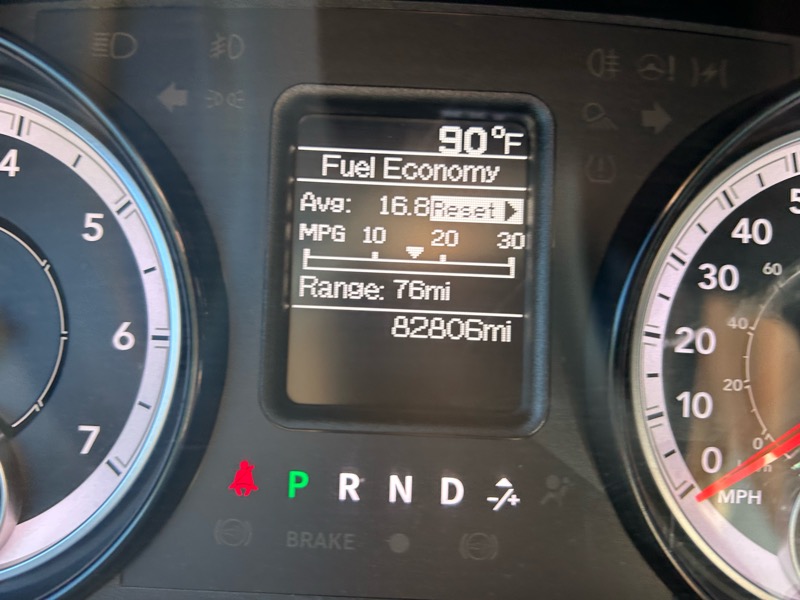 90°F
Fuel Economy
Avg: 16.8 Reset
MPG 10 20 30
Range: 76mi
82806mi
4
5
6
7
P R N D -/+
BRAKE
40
30
20
10
0
MPH
60
40
20
0